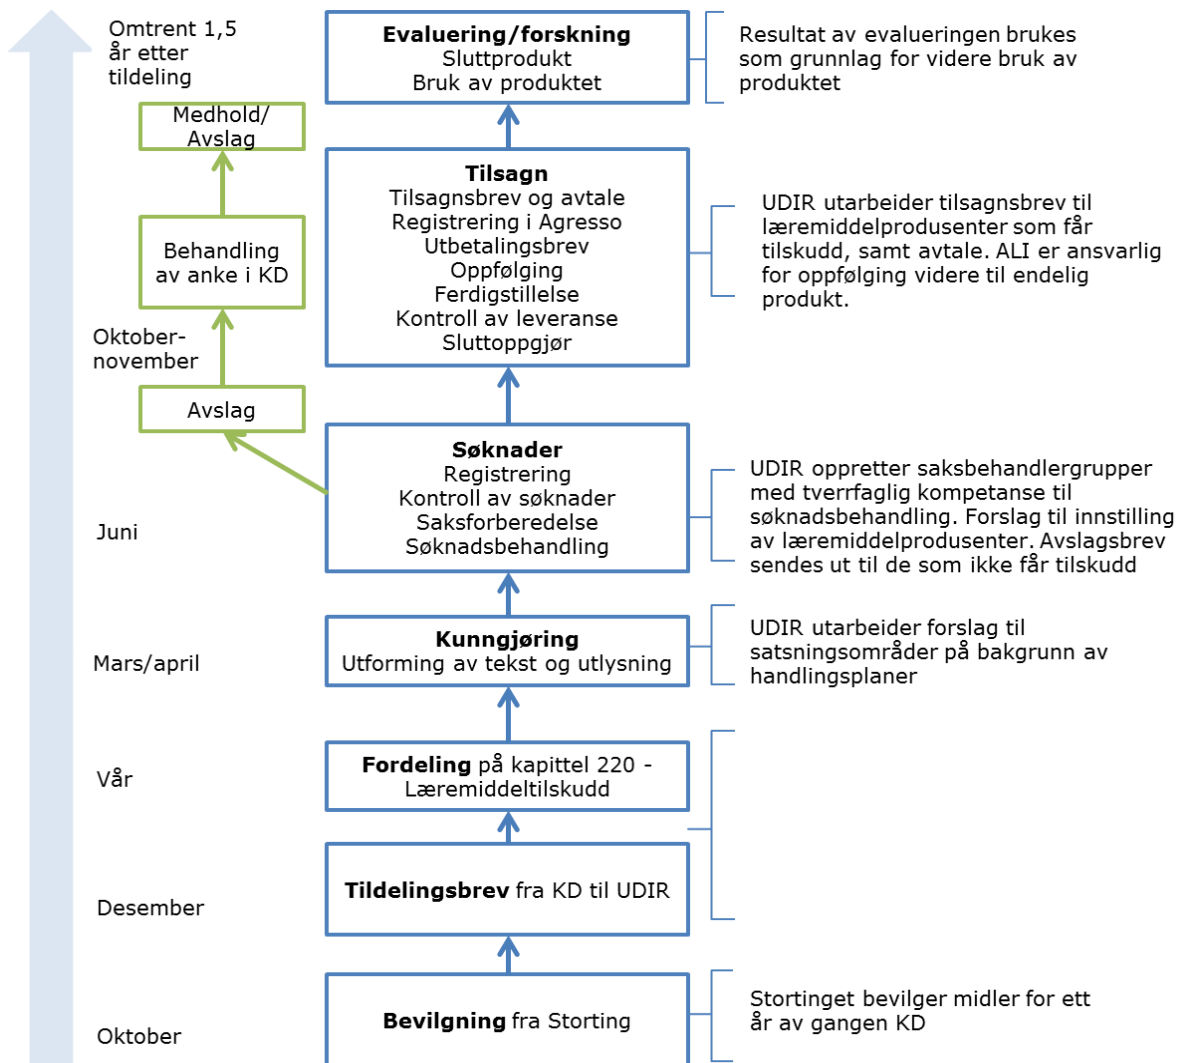 Omtrent 1,5
år etter
tildeling
Evaluering/forskning
Sluttprodukt
Bruk av produktet
Resultat av evalueringen brukes
som grunnlag for videre bruk av
produktet
Medhold/
Avslag
Tilsagn
Tilsagnsbrev og avtale
Registrering i Agresso
Utbetalingsbrev
Oppfølging
Ferdigstillelse
Kontroll av leveranse
Sluttoppgjør
UDIR utarbeider tilsagnsbrev til
læremiddelprodusenter som får
tilskudd, samt avtale. ALI er ansvarlig
for oppfølging videre til endelig
produkt.
Behandling
av anke i KD
Oktober-
november
Avslag
Søknader
Registrering
Kontroll av søknader
Saksforberedelse
Søknadsbehandling
UDIR oppretter saksbehandlergrupper
med tverrfaglig kompetanse til
søknadsbehandling. Forslag til innstilling
av læremiddelprodusenter. Avslagsbrev
sendes ut til de som ikke får tilskudd
Juni
Kunngjøring
Utforming av tekst og utlysning
UDIR utarbeider forslag til
satsningsområder på bakgrunn av
handlingsplaner
Mars/april
Fordeling på kapittel 220 -
Læremiddeltilskudd
Vår
Tildelingsbrev fra KD til UDIR
Desember
Bevilgning fra Storting
Stortinget bevilger midler for ett
år av gangen KD
Oktober